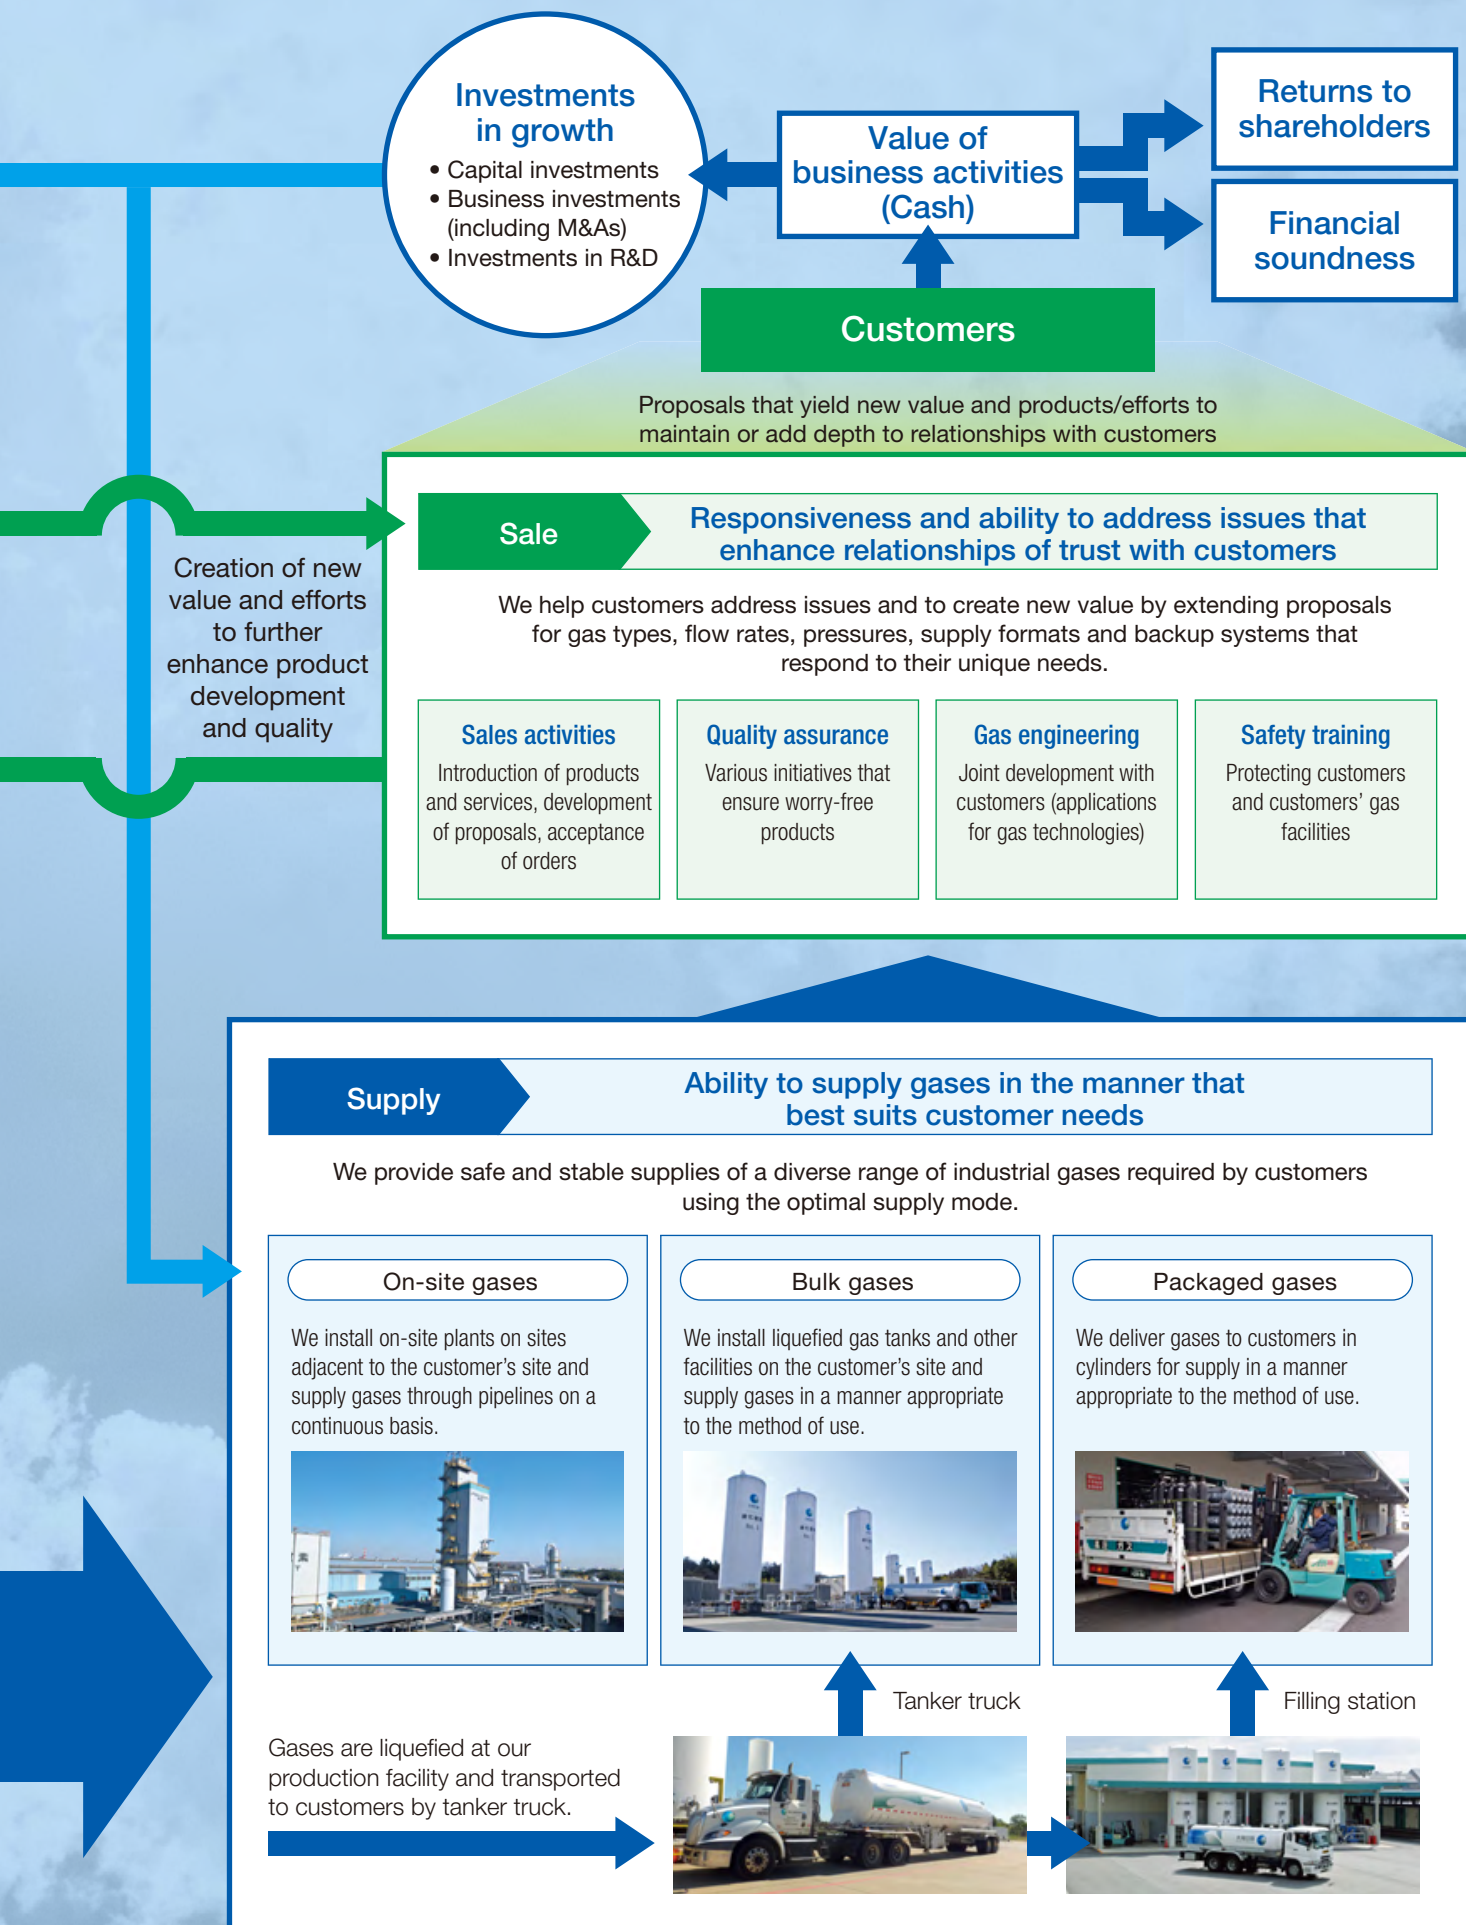 Investments
in growth
• Capital investments
• Business investments
(including M&As)
• Investments in R&D
Value of
business activities
(Cash)
Returns to
shareholders
Financial
soundness
Customers
Proposals that yield new value and products/efforts to
maintain or add depth to relationships with customers
Creation of new
value and efforts
to further
enhance product
development
and quality
Sale
Responsiveness and ability to address issues that
enhance relationships of trust with customers
We help customers address issues and to create new value by extending proposals
for gas types, flow rates, pressures, supply formats and backup systems that
respond to their unique needs.
Sales activities
Introduction of products
and services, development
of proposals, acceptance
of orders
Quality assurance
Various initiatives that
ensure worry-free
products
Gas engineering
Joint development with
customers (applications
for gas technologies)
Safety training
Protecting customers
and customers’ gas
facilities
Supply
Ability to supply gases in the manner that
best suits customer needs
We provide safe and stable supplies of a diverse range of industrial gases required by customers
using the optimal supply mode.
On-site gases
We install on-site plants on sites
adjacent to the customer’s site and
supply gases through pipelines on a
continuous basis.
Bulk gases
We install liquefied gas tanks and other
facilities on the customer’s site and
supply gases in a manner appropriate
to the method of use.
Packaged gases
We deliver gases to customers in
cylinders for supply in a manner
appropriate to the method of use.
Tanker truck
Filling station
Gases are liquefied at our
production facility and transported
to customers by tanker truck.